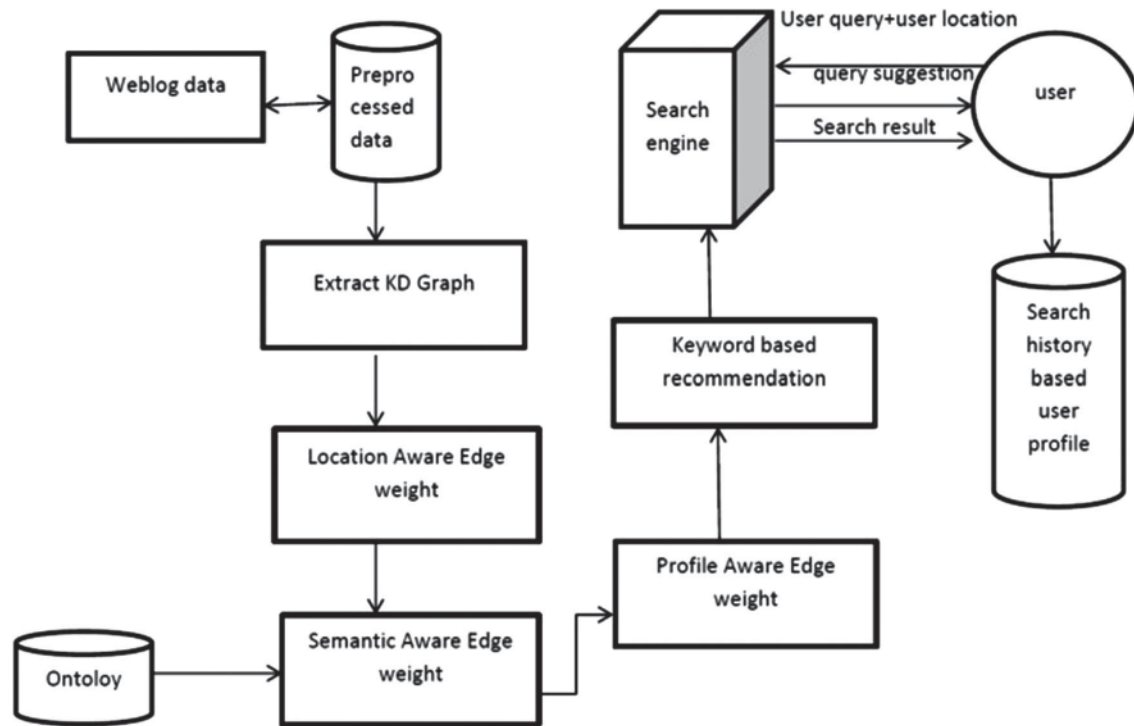 Weblog data
Prepro
cessed
data
Extract KD Graph
Location Aware Edge
weight
Ontoloy
Semantic Aware Edge
weight
Profile Aware Edge
weight
Keyword based
recommendation
Search
engine
User query+user location
query suggestion
Search result
user
Search
history
based
user
profile